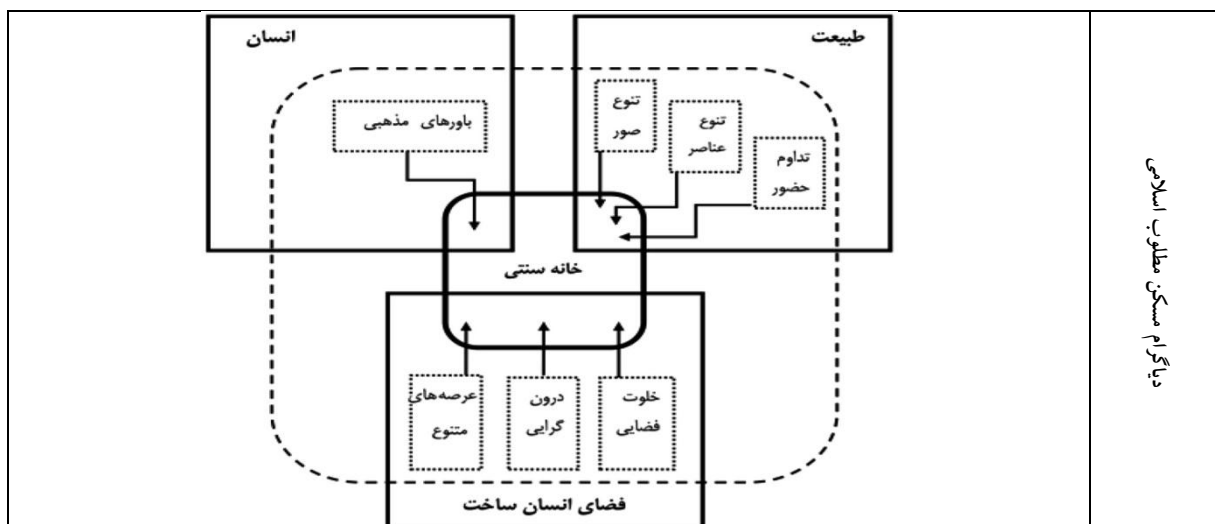 دیاگرام مسکن مطلوب اسلامی
طبیعت
تنوع
صور
تنوع
عناصر
تداوم
حضور
انسان
باورهای مذهبی
خانه سنتی
خلوت
فضایی
درون
گرایی
عرصه‌های
متنوع
فضای انسان ساخت